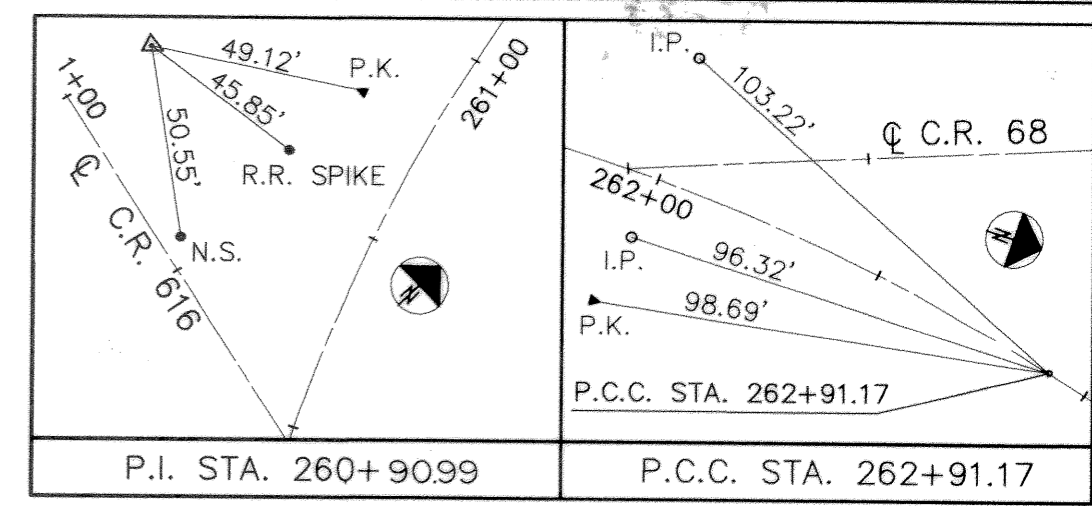 49.12'
P.K.
45.85'
50.55'
R.R. SPIKE
N.S.
1+00
℄ C.R. 616
261+00
N
P.I. STA. 260+90.99
I.P.
103.22'
℄ C.R. 68
262+00
I.P.
96.32'
P.K.
98.69'
N
P.C.C. STA. 262+91.17
P.C.C. STA. 262+91.17